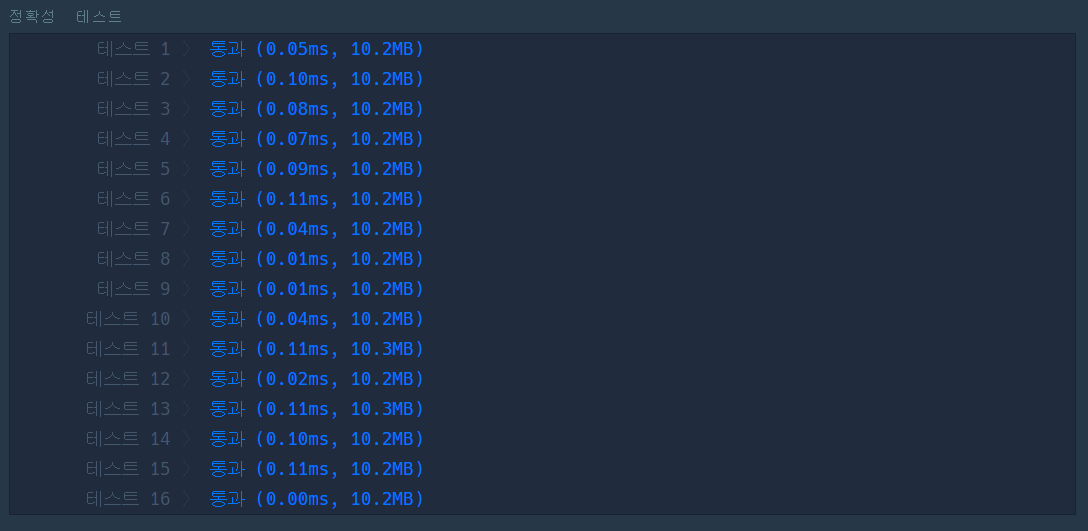 정확성 테스트
테스트 1 〉 통과 (0.05ms, 10.2MB)
테스트 2 〉 통과 (0.10ms, 10.2MB)
테스트 3 〉 통과 (0.08ms, 10.2MB)
테스트 4 〉 통과 (0.07ms, 10.2MB)
테스트 5 〉 통과 (0.09ms, 10.2MB)
테스트 6 〉 통과 (0.11ms, 10.2MB)
테스트 7 〉 통과 (0.04ms, 10.2MB)
테스트 8 〉 통과 (0.01ms, 10.2MB)
테스트 9 〉 통과 (0.01ms, 10.2MB)
테스트 10 〉 통과 (0.04ms, 10.2MB)
테스트 11 〉 통과 (0.11ms, 10.3MB)
테스트 12 〉 통과 (0.02ms, 10.2MB)
테스트 13 〉 통과 (0.11ms, 10.3MB)
테스트 14 〉 통과 (0.10ms, 10.2MB)
테스트 15 〉 통과 (0.11ms, 10.2MB)
테스트 16 〉 통과 (0.00ms, 10.2MB)